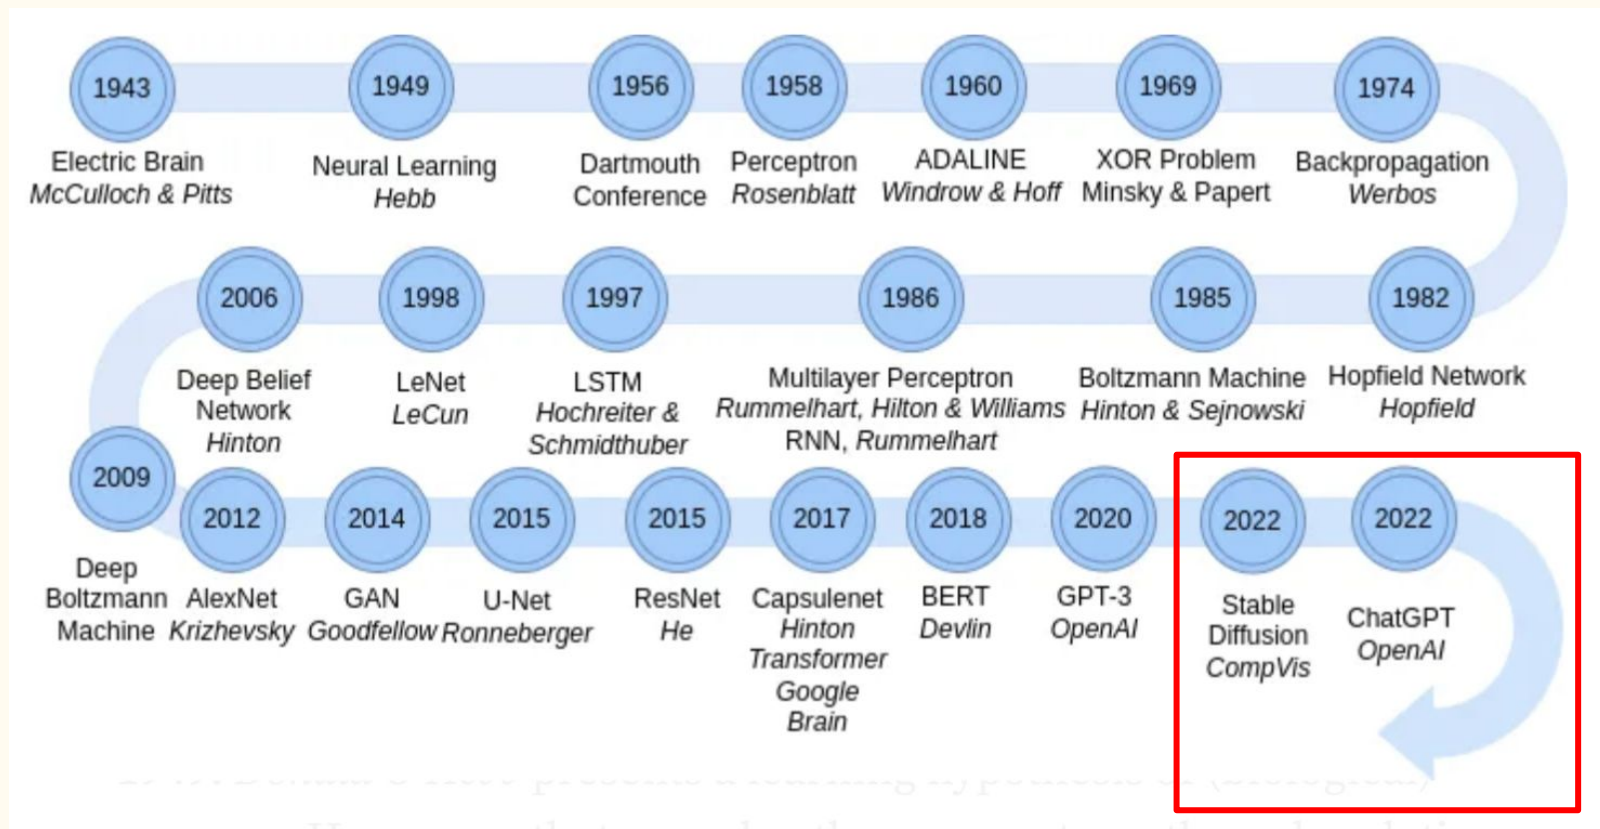 1943
Electric Brain
McCulloch & Pitts
1949
Neural Learning
Hebb
1956
Dartmouth
Conference
1958
Perceptron
Rosenblatt
1960
ADALINE
Windrow & Hoff
1969
XOR Problem
Minsky & Papert
1974
Backpropagation
Werbos
1982
Hopfield Network
Hopfield
1985
Boltzmann Machine
Hinton & Sejnowski
1986
Multilayer Perceptron
Rummelhart, Hilton & Williams
RNN, Rummelhart
1997
LSTM
Hochreiter &
Schmidthuber
1998
LeNet
LeCun
2006
Deep Belief
Network
Hinton
2009
Deep
Boltzmann
Machine
2012
AlexNet
Krizhevsky
2014
GAN
Goodfellow
2015
U-Net
Ronneberger
2015
ResNet
He
2017
Capsulenet
Hinton
Transformer
Google
Brain
2018
BERT
Devlin
2020
GPT-3
OpenAI
2022
Stable
Diffusion
CompVis
2022
ChatGPT
OpenAI